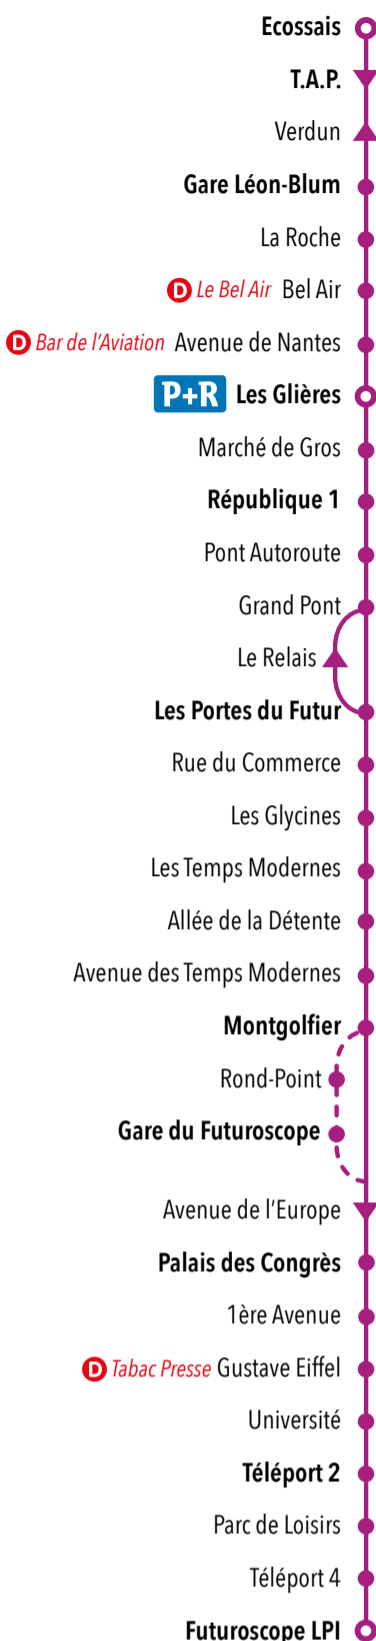 Ecossais
T.A.P.
Verdun
Gare Léon-Blum
La Roche
D Le Bel Air Bel Air
D Bar de l'Aviation Avenue de Nantes
P+R Les Glières
Marché de Gros
République 1
Pont Autoroute
Grand Pont
Le Relais
Les Portes du Futur
Rue du Commerce
Les Glycines
Les Temps Modernes
Allée de la Détente
Avenue des Temps Modernes
Montgolfier
Rond-Point
Gare du Futuroscope
Avenue de l'Europe
Palais des Congrès
1ère Avenue
D Tabac Presse Gustave Eiffel
Université
Téléport 2
Parc de Loisirs
Téléport 4
Futuroscope LPI